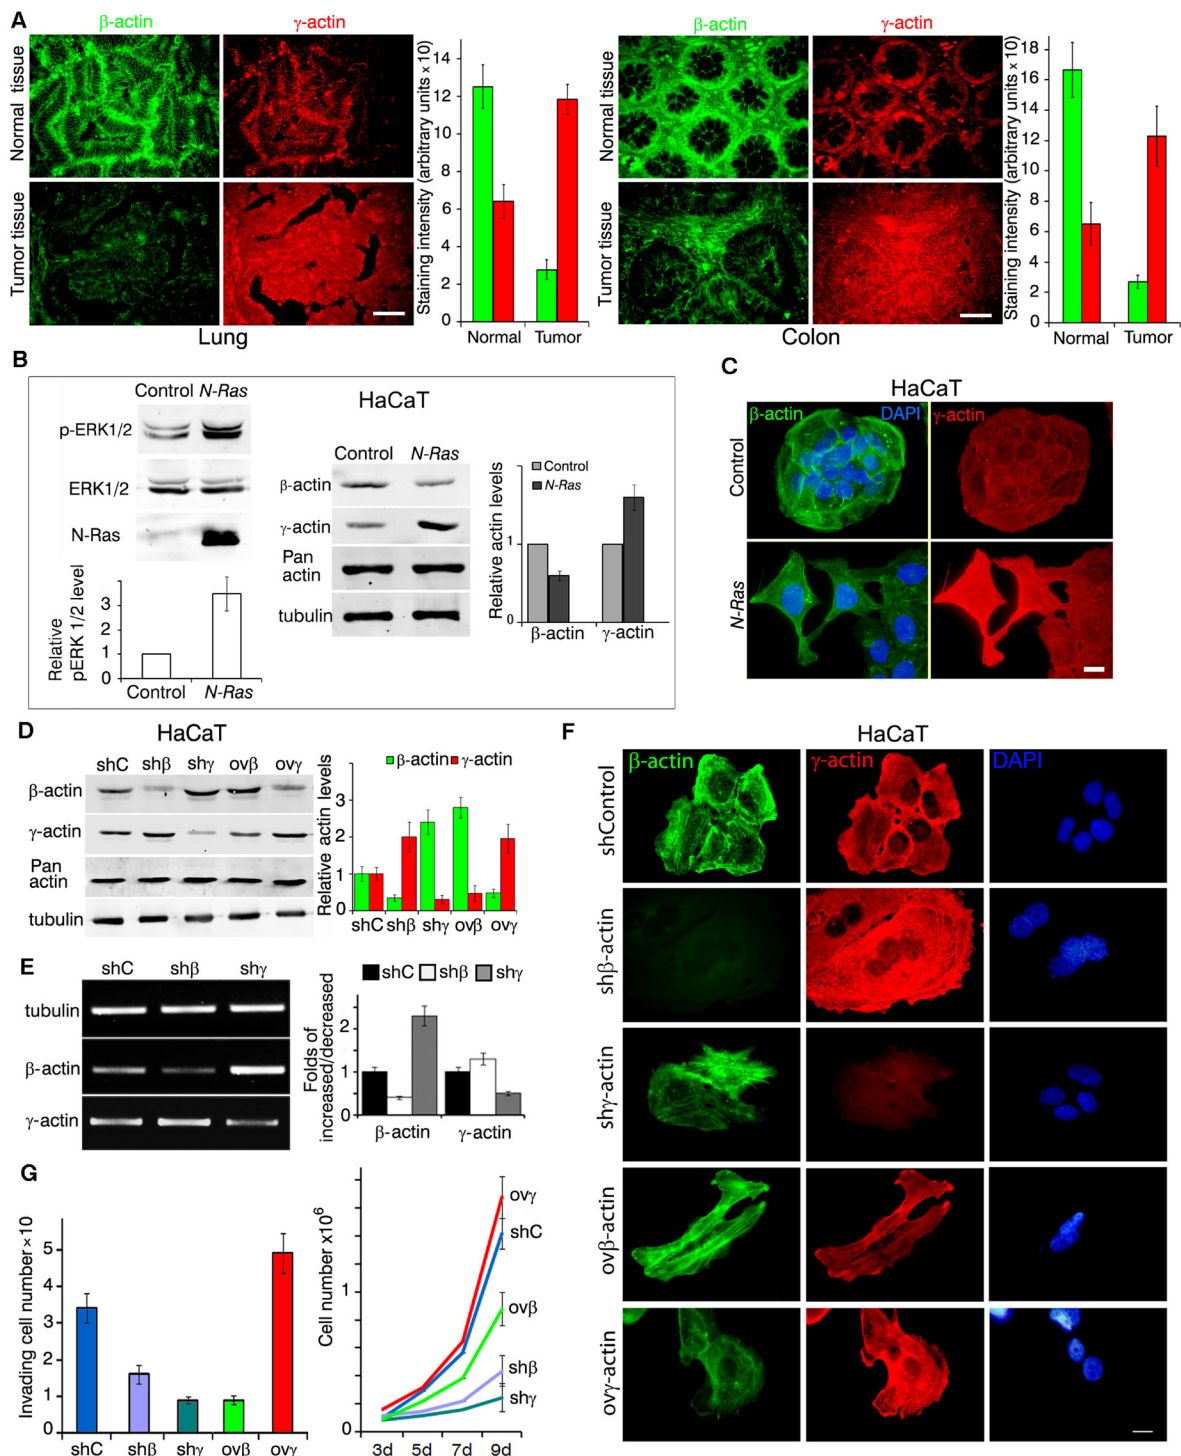 A
β-actin
γ-actin
Normal tissue
Tumor tissue
Lung
Staining intensity (arbitrary units x 10)
14
12
10
8
6
4
2
0
Normal
Tumor
β-actin
γ-actin
Normal tissue
Tumor tissue
Colon
Staining intensity (arbitrary units x 10)
18
16
12
8
6
4
2
0
Normal
Tumor
B
HaCaT
Control N-Ras
p-ERK1/2
ERK1/2
N-Ras
Relative
pERK 1/2 level
3
2
1
0
Control
N-Ras
Control
N-Ras
β-actin
γ-actin
Pan
actin
tubulin
Relative actin levels
1
0
Control
N-Ras
β-actin
γ-actin
C
HaCaT
β-actin
DAPI
γ-actin
Control
N-Ras
D
HaCaT
shC
shβ
shγ
ovβ
ovγ
β-actin
γ-actin
Pan
actin
tubulin
β-actin
γ-actin
Relative actin levels
3
2
1
0
shC
shβ
shγ
ovβ
ovγ
E
shC
shβ
shγ
tubulin
β-actin
γ-actin
shC
shβ
shγ
Folds of
increased/decreased
2
1
0
β-actin
γ-actin
F
HaCaT
β-actin
γ-actin
DAPI
shControl
shβ-actin
shγ-actin
ovβ-actin
ovγ-actin
G
Invading cell number×10
5
4
2
1
0
shC
shβ
shγ
ovβ
ovγ
Cell number x10⁶
1
0
3d
5d
7d
9d
ovγ
shC
ovβ
shβ
shγ